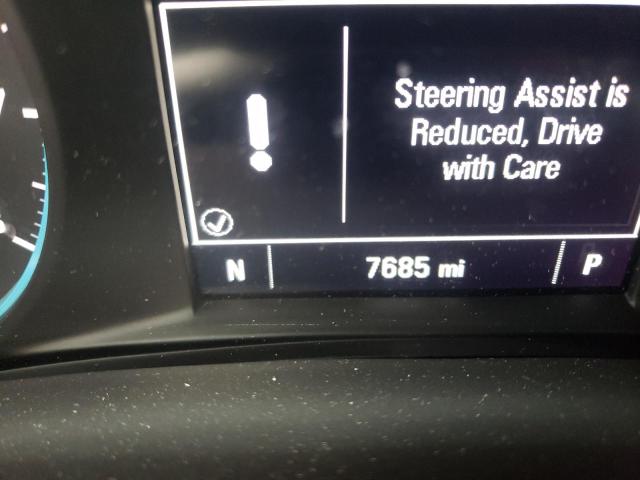 Steering Assist is
Reduced, Drive
with Care
N 7685 mi P